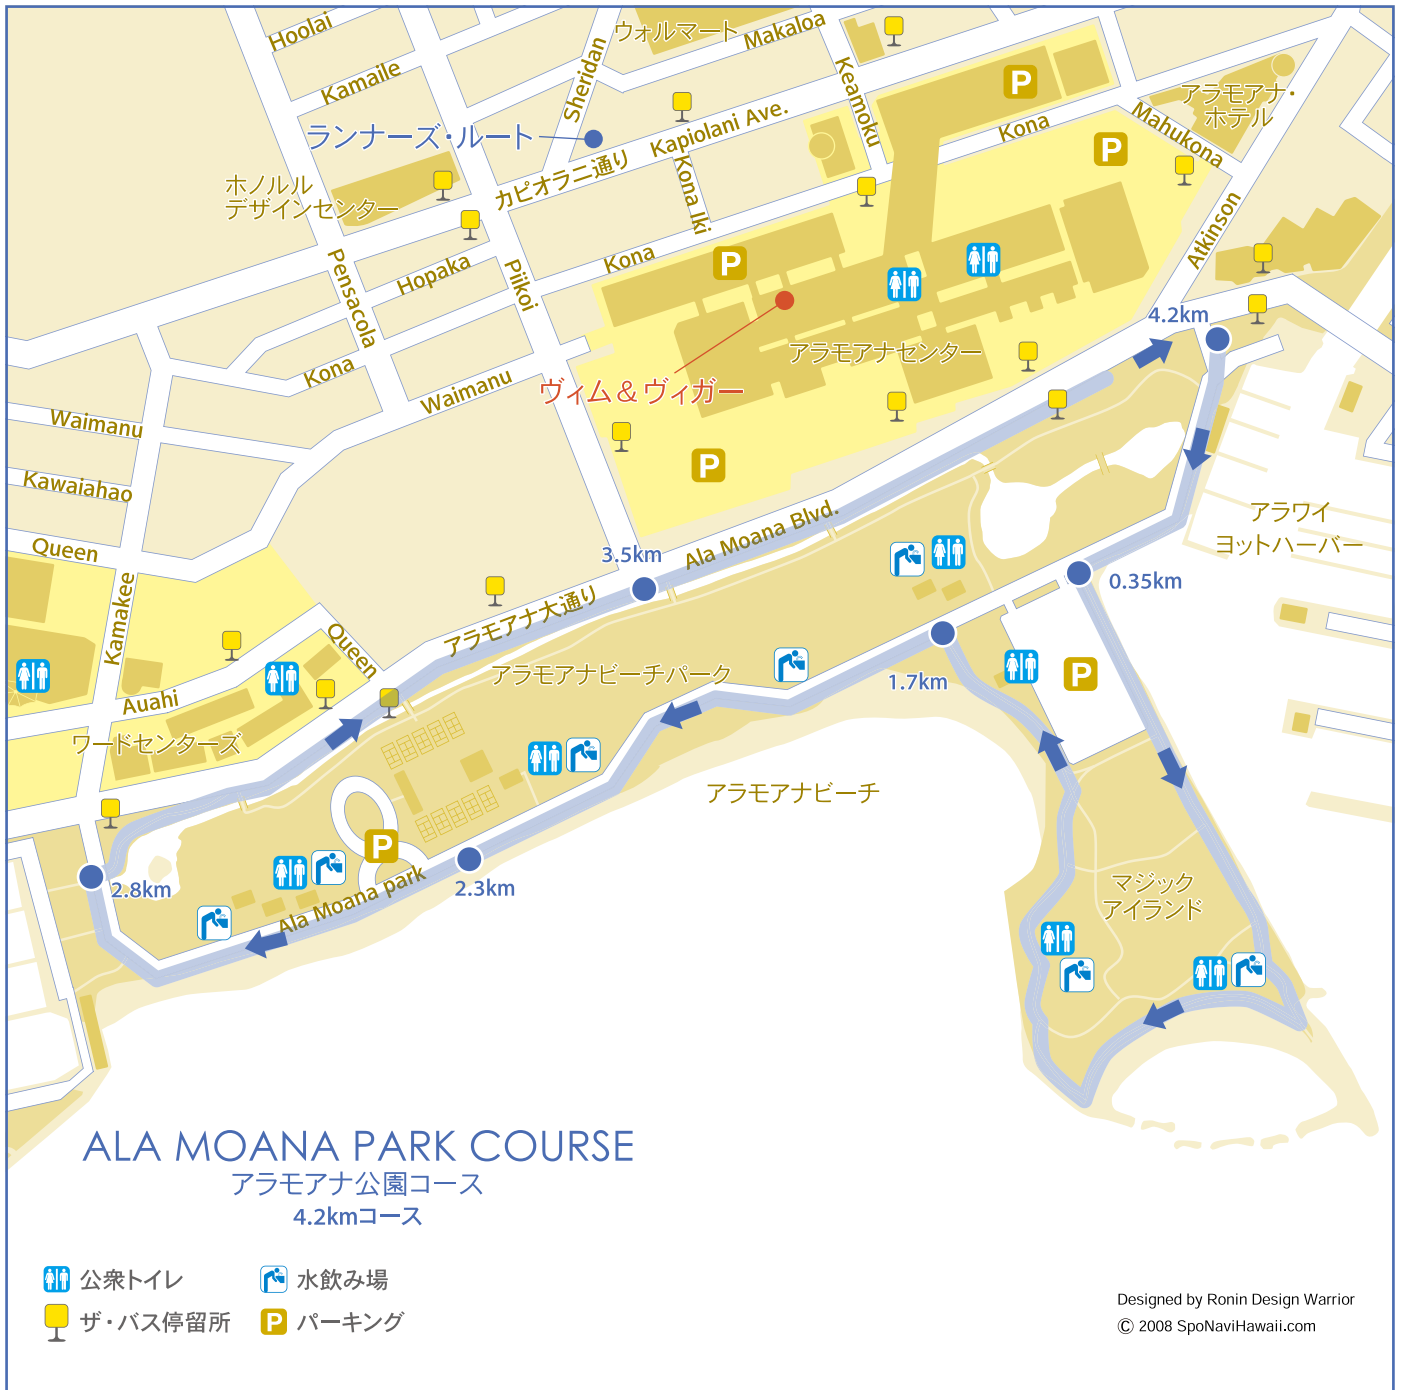 Hoolai
ウォルマート
Makaloa
Kamaile
Sheridan
Keamoku
P
アラモアナ・
ホテル
Mahukona
ランナーズ・ルート
Kapiolani Ave.
Kona
P
カピオラニ通り
Kona Iki
ホノルル
デザインセンター
Pensacola
Hopaka
Piikoi
Kona
P
Atkinson
4.2km
アラモアナセンター
Kona
Waimanu
ヴィム＆ヴィガー
Waimanu
P
Kawaiahao
Queen
Ala Moana Blvd.
アラワイ
ヨットハーバー
3.5km
0.35km
Kamakee
アラモアナ大通り
Queen
アラモアナビーチパーク
1.7km
P
Auahi
ワードセンターズ
アラモアナビーチ
P
2.8km
2.3km
Ala Moana park
マジック
アイランド
ALA MOANA PARK COURSE
アラモアナ公園コース
4.2kmコース
公衆トイレ
水飲み場
ザ・バス停留所
P パーキング
Designed by Ronin Design Warrior
© 2008 SpoNaviHawaii.com